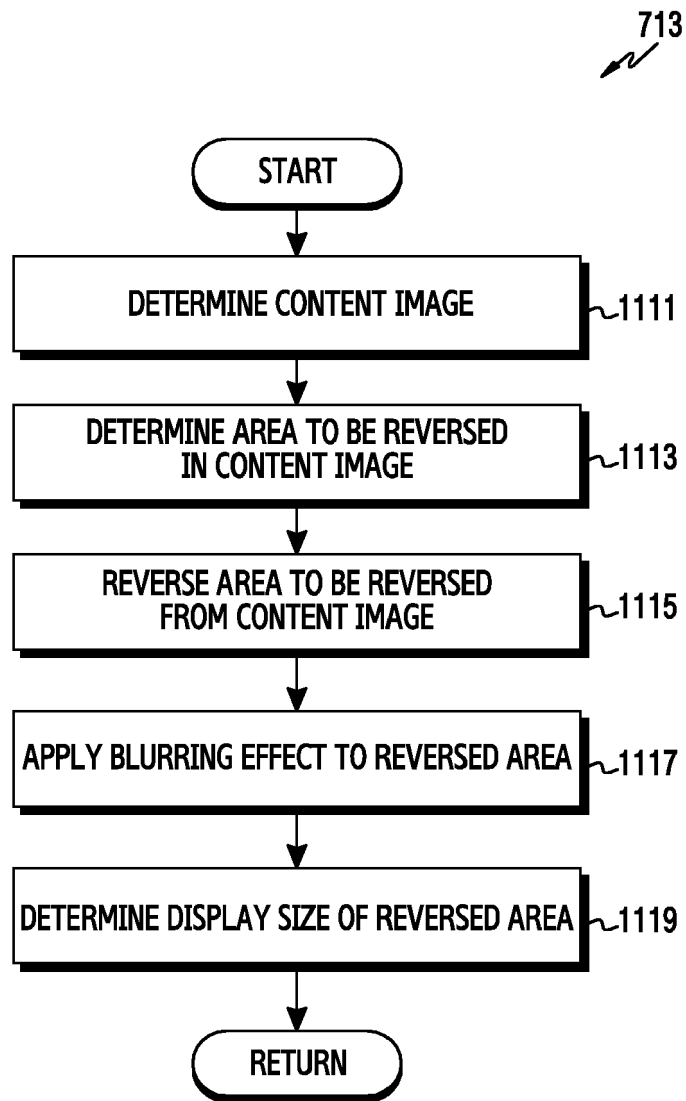 713
START
DETERMINE CONTENT IMAGE
1111
DETERMINE AREA TO BE REVERSED
IN CONTENT IMAGE
1113
REVERSE AREA TO BE REVERSED
FROM CONTENT IMAGE
1115
APPLY BLURRING EFFECT TO REVERSED AREA
1117
DETERMINE DISPLAY SIZE OF REVERSED AREA
1119
RETURN